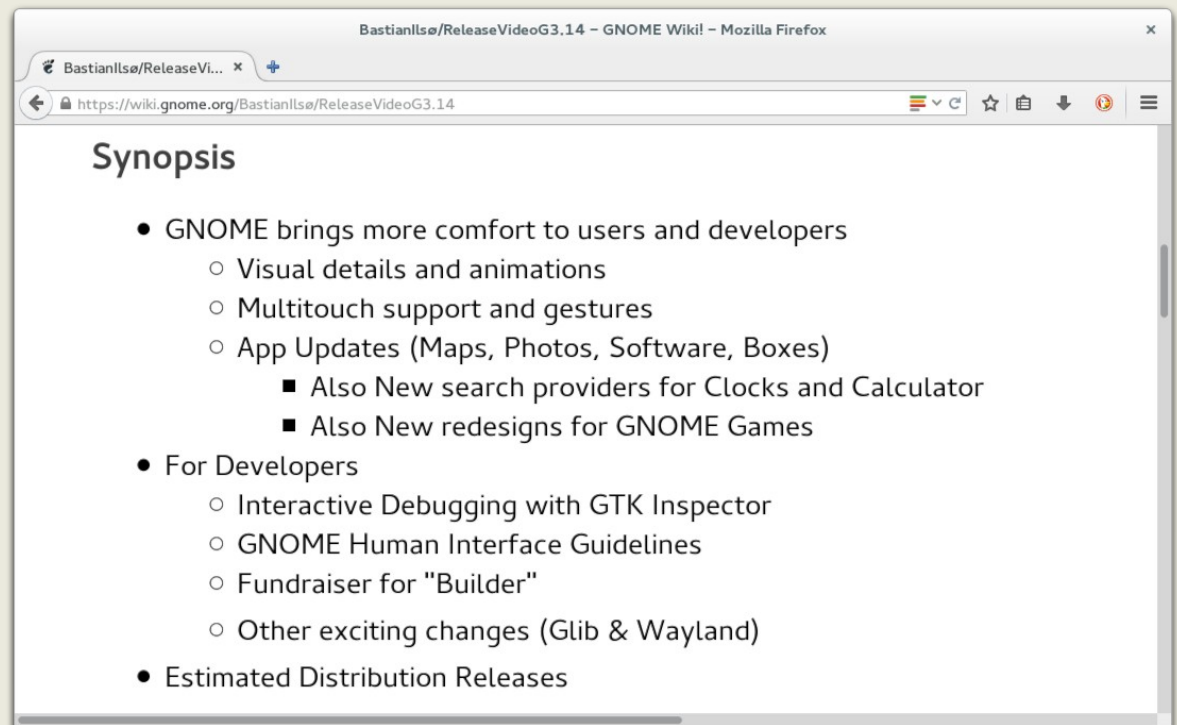 BastianIlsø/ReleaseVideoG3.14 – GNOME Wiki! – Mozilla Firefox
BastianIlsø/ReleaseVi...
https://wiki.gnome.org/BastianIlsø/ReleaseVideoG3.14
Synopsis
GNOME brings more comfort to users and developers
Visual details and animations
Multitouch support and gestures
App Updates (Maps, Photos, Software, Boxes)
Also New search providers for Clocks and Calculator
Also New redesigns for GNOME Games
For Developers
Interactive Debugging with GTK Inspector
GNOME Human Interface Guidelines
Fundraiser for "Builder"
Other exciting changes (Glib & Wayland)
Estimated Distribution Releases